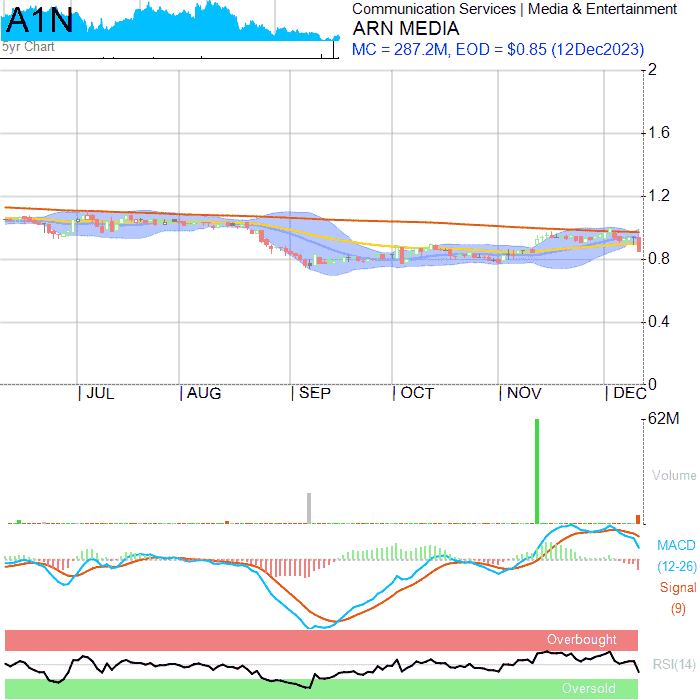 A1N
5yr Chart
Communication Services | Media & Entertainment
ARN MEDIA
MC = 287.2M, EOD = $0.85 (12Dec2023)
2
1.6
1.2
0.8
0.4
0
| JUL | AUG | SEP | OCT | NOV | DEC
62M
Volume
MACD
(12-26)
Signal
(9)
Overbought
RSI(14)
Oversold